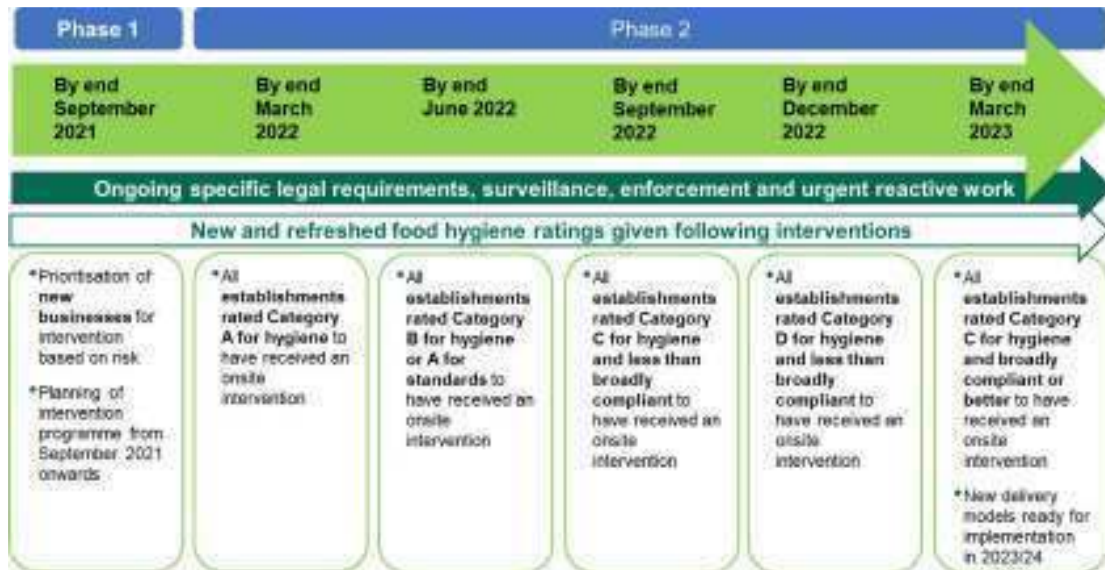 Phase 1
Phase 2
By end
September
2021
By end
March
2022
By end
June 2022
By end
September
2022
By end
December
2022
By end
March
2023
Ongoing specific legal requirements, surveillance, enforcement and urgent reactive work
New and refreshed food hygiene ratings given following interventions
*Prioritisation of
new
businesses for
intervention
based on risk
*Planning of
intervention
programme from
September 2021
onwards
*All
establishments
rated Category
A for hygiene to
have received an
onsite
intervention
*All
establishments
rated Category
B for hygiene
or A for
standards to
have received an
onsite
intervention
*All
establishments
rated Category
C for hygiene
and less than
broadly
compliant to
have received an
onsite
intervention
*All
establishments
rated Category
D for hygiene
and less than
broadly
compliant to
have received an
onsite
intervention
*All
establishments
rated Category
C for hygiene
and broadly
compliant or
better to have
received an
onsite
intervention
*New delivery
models ready for
implementation
in 2023/24